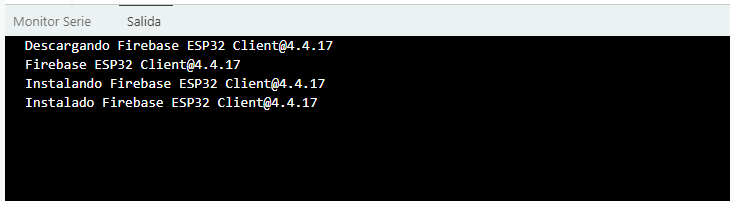 Monitor Serie Salida
Descargando Firebase ESP32 Client@4.4.17
Firebase ESP32 Client@4.4.17
Instalando Firebase ESP32 Client@4.4.17
Instalado Firebase ESP32 Client@4.4.17